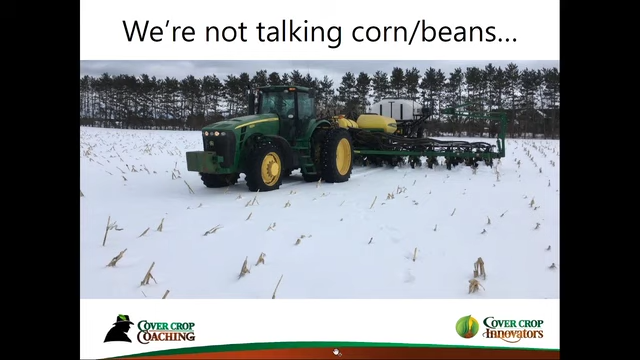 We're not talking corn/beans...
COVER CROP
COACHING
COVER CROP
INNOVATORS